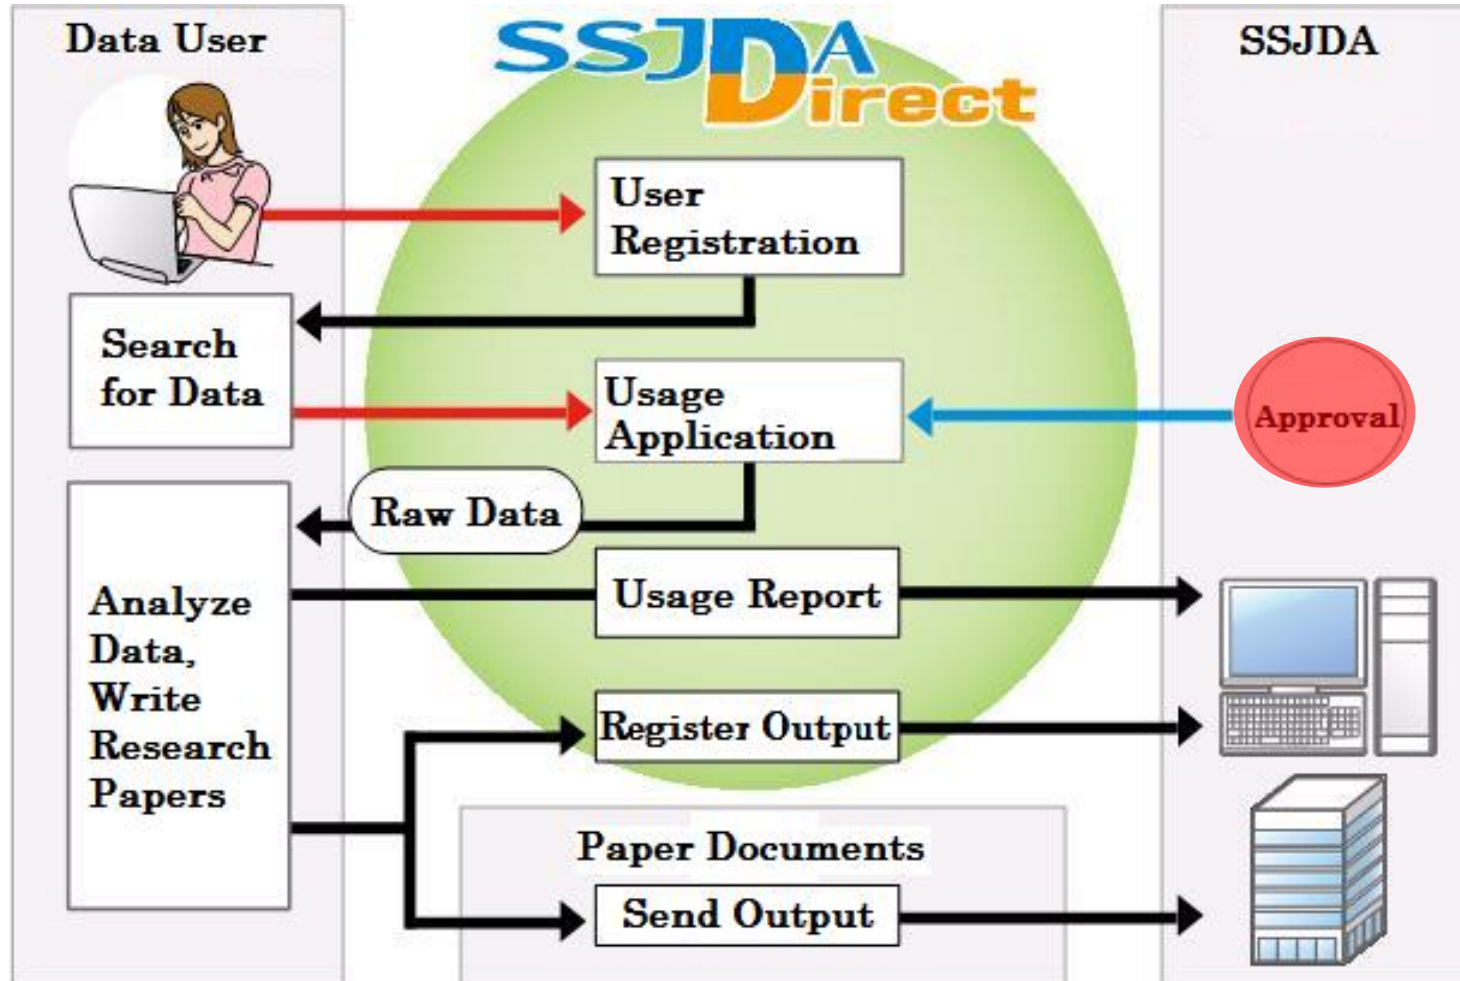 Data User
SSJDA
Direct
SSJDA
User
Registration
Search
for Data
Usage
Application
Approval
Raw Data
Usage Report
Analyze
Data,
Write
Research
Papers
Register Output
Paper Documents
Send Output